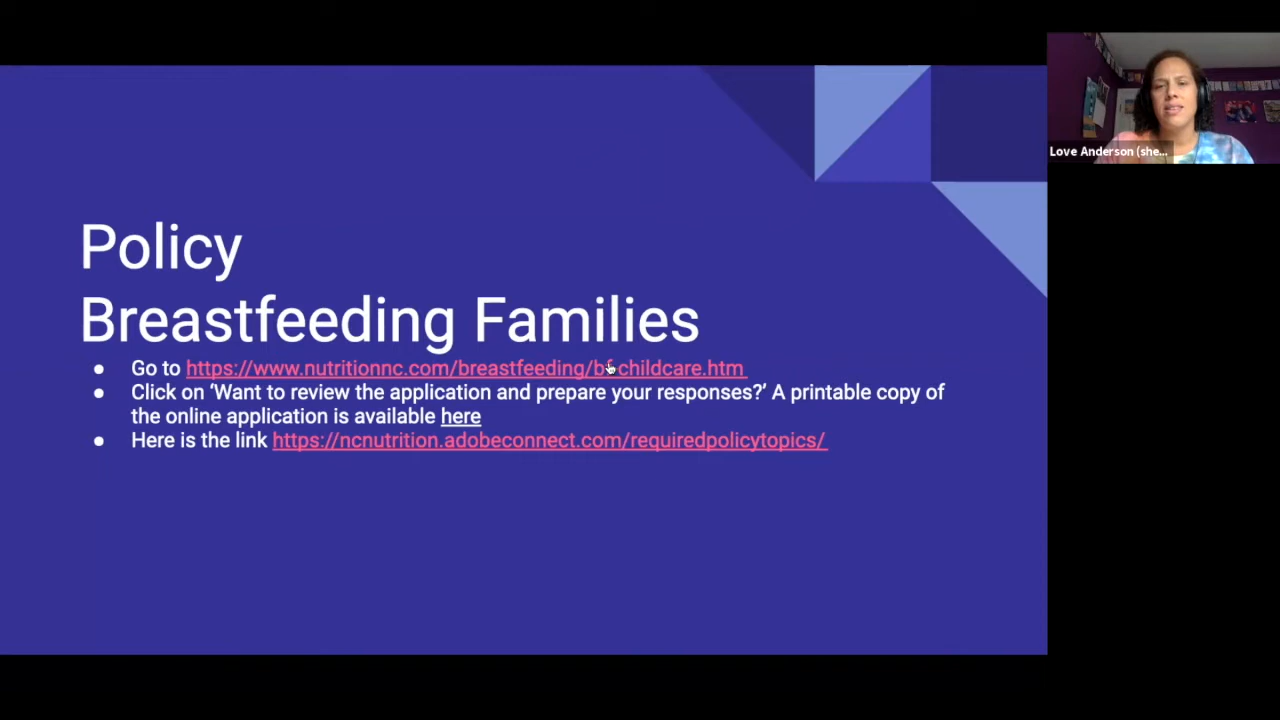 Policy
Breastfeeding Families
● Go to https://www.nutritionnc.com/breastfeeding/bf-childcare.htm
● Click on ‘Want to review the application and prepare your responses?’ A printable copy of
the online application is available here
● Here is the link https://ncnutrition.adobeconnect.com/requiredpolicytopics/
Love Anderson (she...